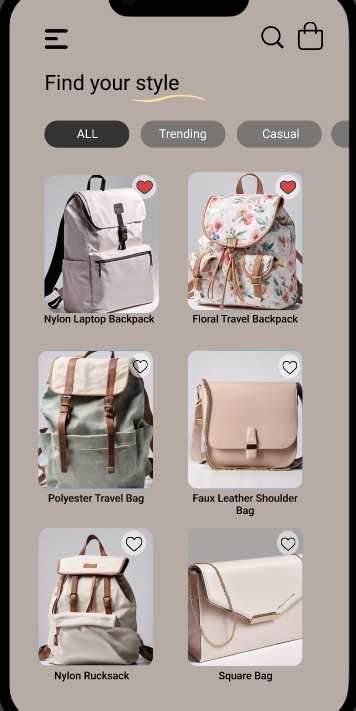 Find your style
ALL
Trending
Casual
Nylon Laptop Backpack
Floral Travel Backpack
Polyester Travel Bag
Faux Leather Shoulder
Bag
Nylon Rucksack
Square Bag